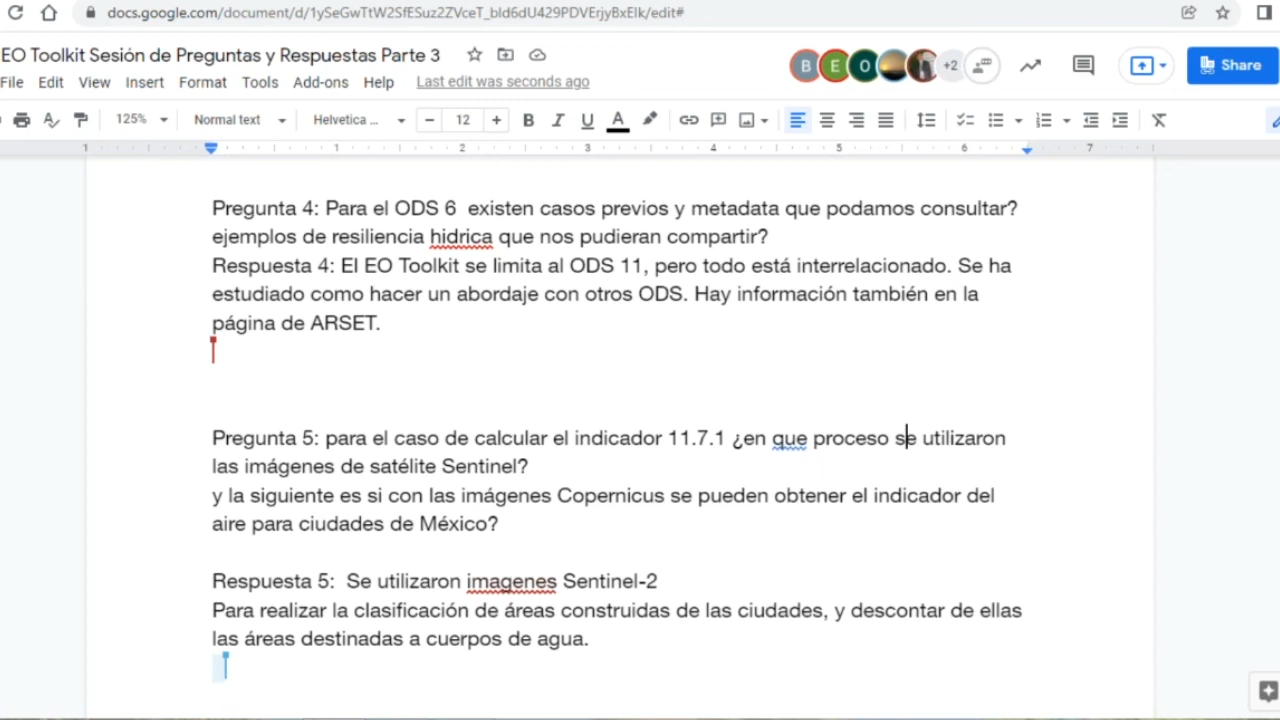 docs.google.com/document/d/1ySeGwTtW2SfESuz2ZVceT_bld6dU429PDVErjyBxElk/edit#
EO Toolkit Sesión de Preguntas y Respuestas Parte 3
B E O +2 Share
File Edit View Insert Format Tools Add-ons Help Last edit was seconds ago
125% Normal text Helvetica ... − 12 + B I U A
1 1 2 3 4 5 6 7
Pregunta 4: Para el ODS 6 existen casos previos y metadata que podamos consultar?
ejemplos de resiliencia hidrica que nos pudieran compartir?
Respuesta 4: El EO Toolkit se limita al ODS 11, pero todo está interrelacionado. Se ha
estudiado como hacer un abordaje con otros ODS. Hay información también en la
página de ARSET.
Pregunta 5: para el caso de calcular el indicador 11.7.1 ¿en que proceso se utilizaron
las imágenes de satélite Sentinel?
y la siguiente es si con las imágenes Copernicus se pueden obtener el indicador del
aire para ciudades de México?
Respuesta 5: Se utilizaron imagenes Sentinel-2
Para realizar la clasificación de áreas construidas de las ciudades, y descontar de ellas
las áreas destinadas a cuerpos de agua.